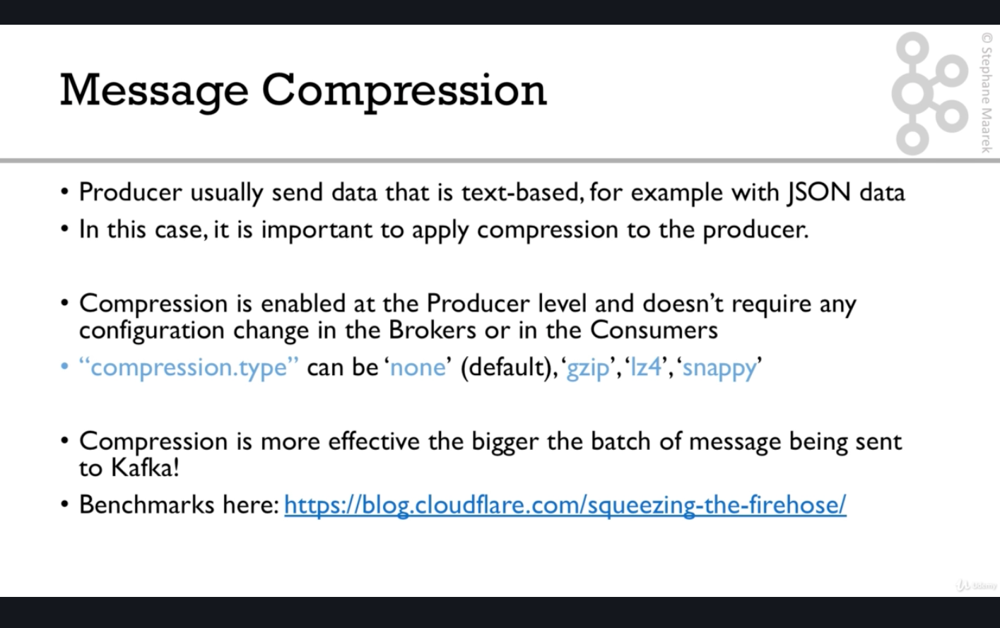 Message Compression
© Stephane Maarek
• Producer usually send data that is text-based, for example with JSON data
• In this case, it is important to apply compression to the producer.
• Compression is enabled at the Producer level and doesn’t require any
configuration change in the Brokers or in the Consumers
• “compression.type” can be ‘none’ (default), ‘gzip’, ‘lz4’, ‘snappy’
• Compression is more effective the bigger the batch of message being sent
to Kafka!
• Benchmarks here: https://blog.cloudflare.com/squeezing-the-firehose/
Udemy